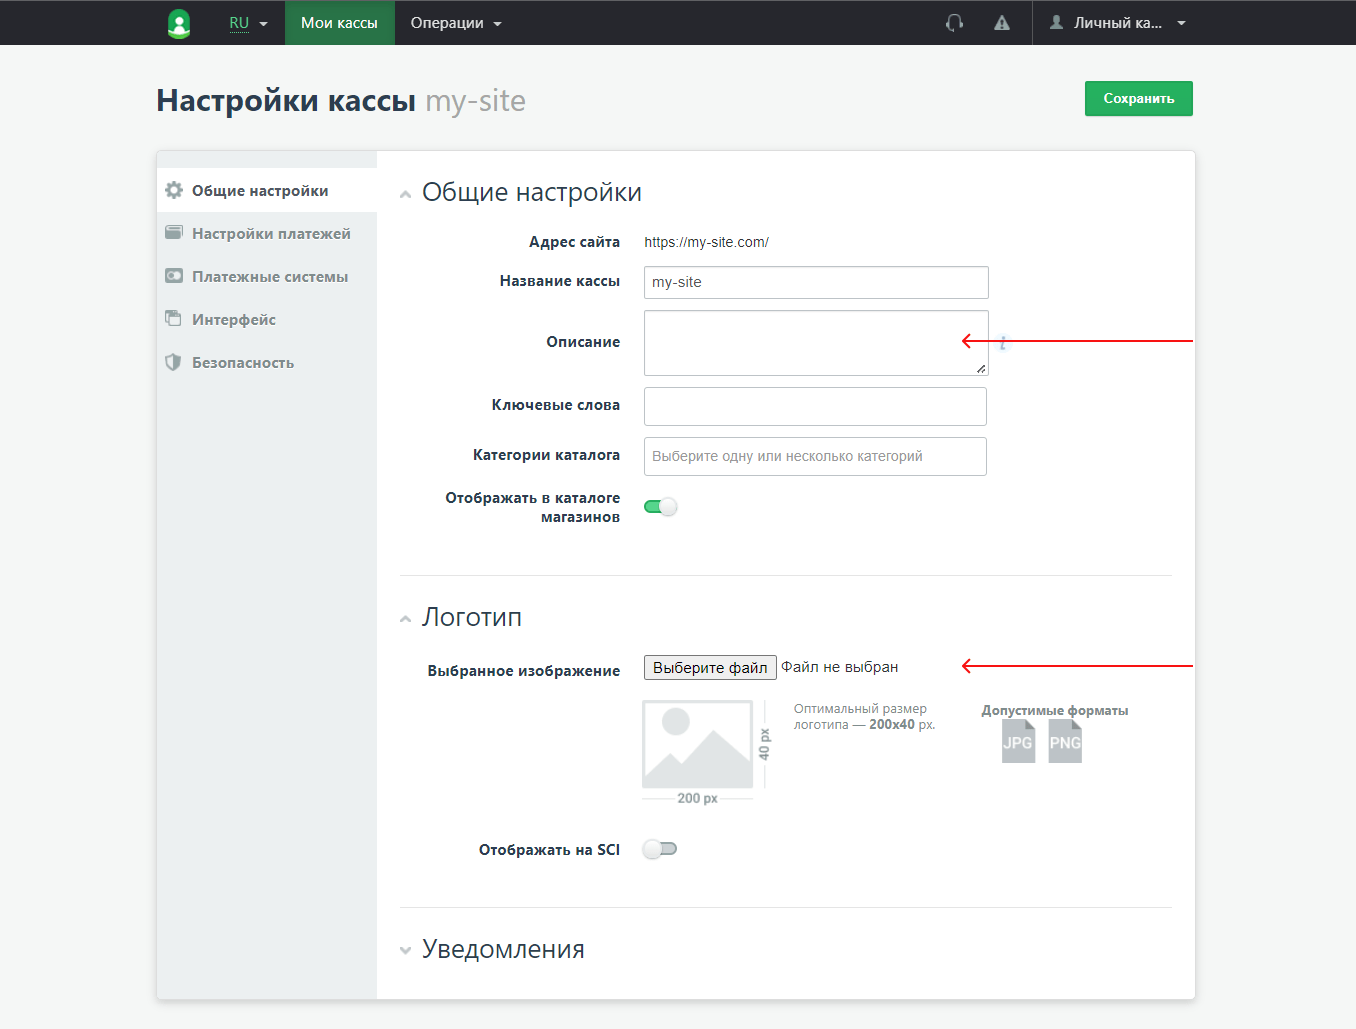 RU
Мои кассы
Операции
Личный ка...
Настройки кассы my-site
Сохранить
Общие настройки
Настройки платежей
Платежные системы
Интерфейс
Безопасность
Общие настройки
Адрес сайта https://my-site.com/
Название кассы my-site
Описание
i
Ключевые слова
Категории каталога Выберите одну или несколько категорий
Отображать в каталоге
магазинов
Логотип
Выбранное изображение Выберите файл Файл не выбран
40 px
200 px
Оптимальный размер
логотипа — 200x40 px.
Допустимые форматы
JPG PNG
Отображать на SCI
Уведомления